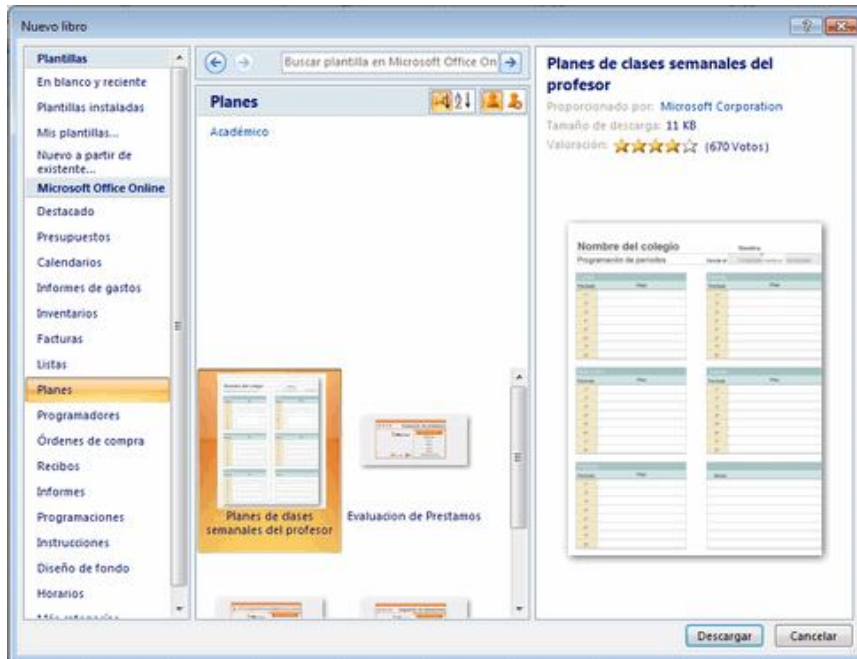 Nuevo libro
Plantillas
En blanco y reciente
Plantillas instaladas
Mis plantillas...
Nuevo a partir de
existente...
Microsoft Office Online
Destacado
Presupuestos
Calendarios
Informes de gastos
Inventarios
Facturas
Listas
Planes
Programadores
Órdenes de compra
Recibos
Informes
Programaciones
Instrucciones
Diseño de fondo
Horarios
Buscar plantilla en Microsoft Office On
Planes
Académico
Planes de clases
semanales del profesor
Evaluacion de Prestamos
Planes de clases semanales del
profesor
Proporcionado por: Microsoft Corporation
Tamaño de descarga: 11 KB
Valoración: (670 Votos)
Nombre del colegio
Programación de periodos
Descargar
Cancelar